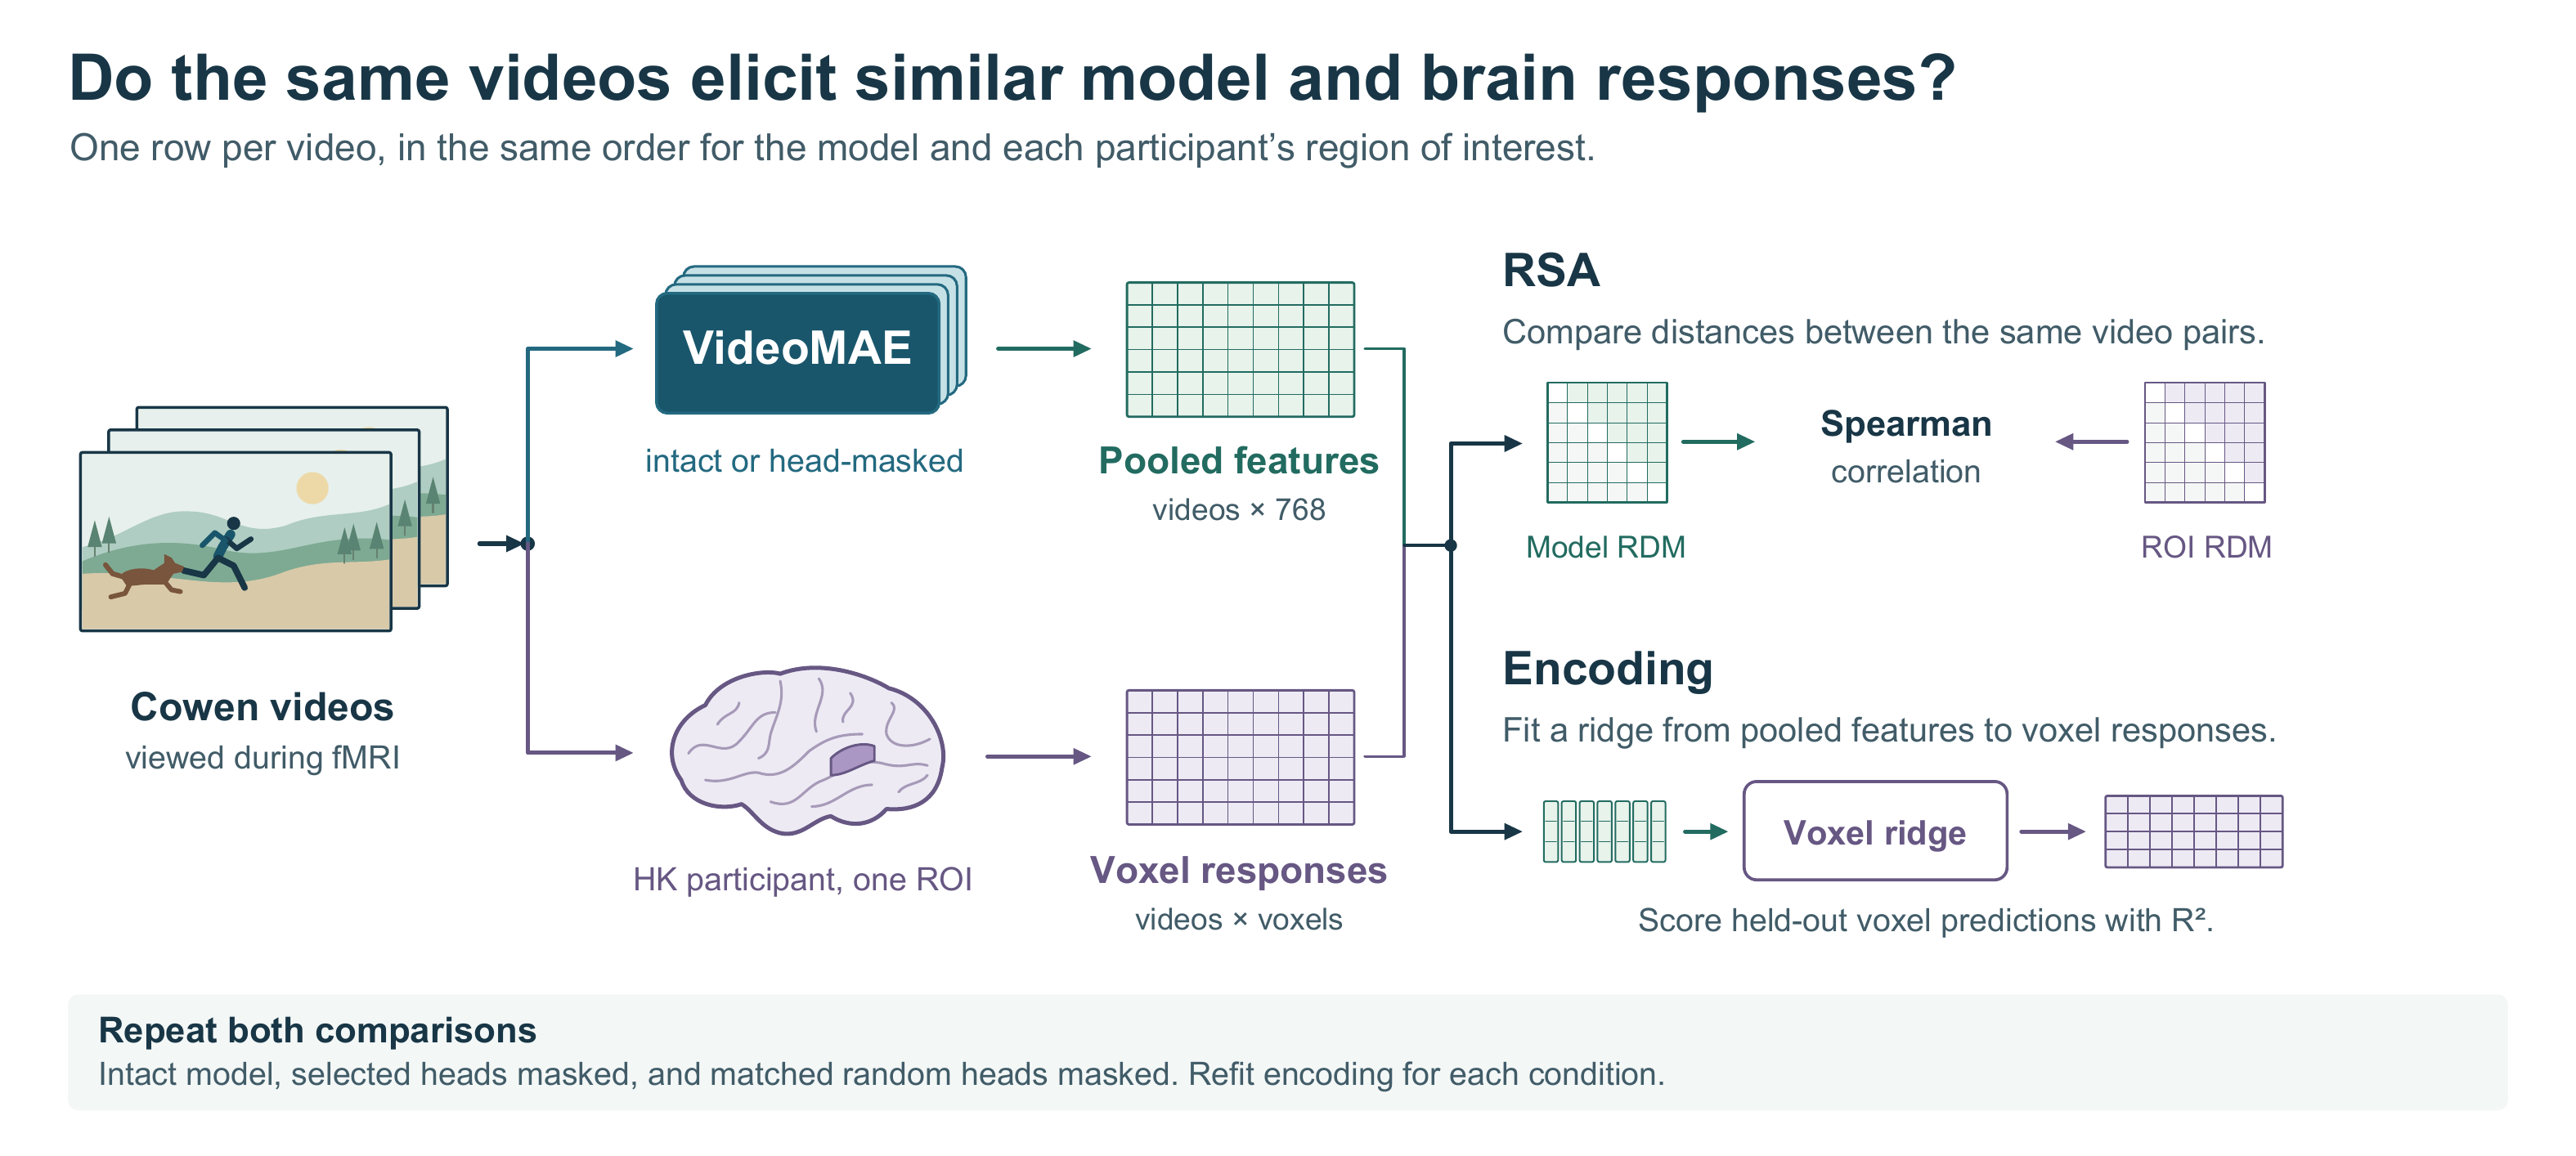 Do the same videos elicit similar model and brain responses?
One row per video, in the same order for the model and each participant’s region of interest.
Cowen videos
viewed during fMRI
VideoMAE
intact or head-masked
Pooled features
videos × 768
HK participant, one ROI
Voxel responses
videos × voxels
RSA
Compare distances between the same video pairs.
Spearman
correlation
Model RDM
ROI RDM
Encoding
Fit a ridge from pooled features to voxel responses.
Voxel ridge
Score held-out voxel predictions with R².
Repeat both comparisons
Intact model, selected heads masked, and matched random heads masked. Refit encoding for each condition.